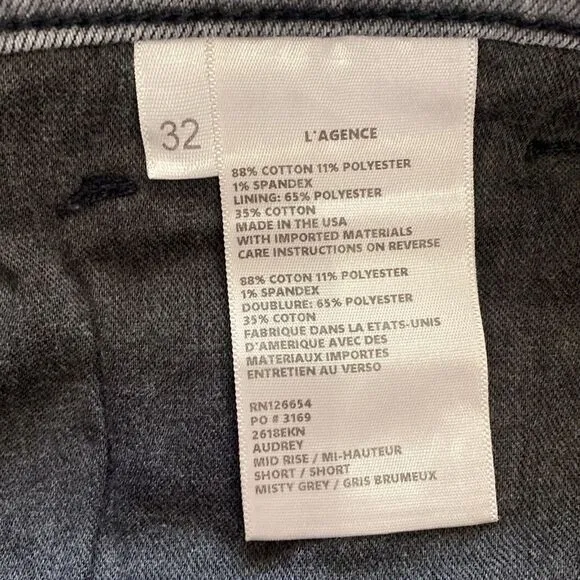 32
L'AGENCE
88% COTTON 11% POLYESTER
1% SPANDEX
LINING: 65% POLYESTER
35% COTTON
MADE IN THE USA
WITH IMPORTED MATERIALS
CARE INSTRUCTIONS ON REVERSE
88% COTON 11% POLYESTER
1% SPANDEX
DOUBLURE: 65% POLYESTER
35% COTON
FABRIQUE DANS LA ETATS-UNIS
D'AMERIQUE AVEC DES
MATERIAUX IMPORTES
ENTRETIEN AU VERSO
RN126654
PO # 3169
2618EKN
AUDREY
MID RISE / MI-HAUTEUR
SHORT / SHORT
MISTY GREY / GRIS BRUMEUX